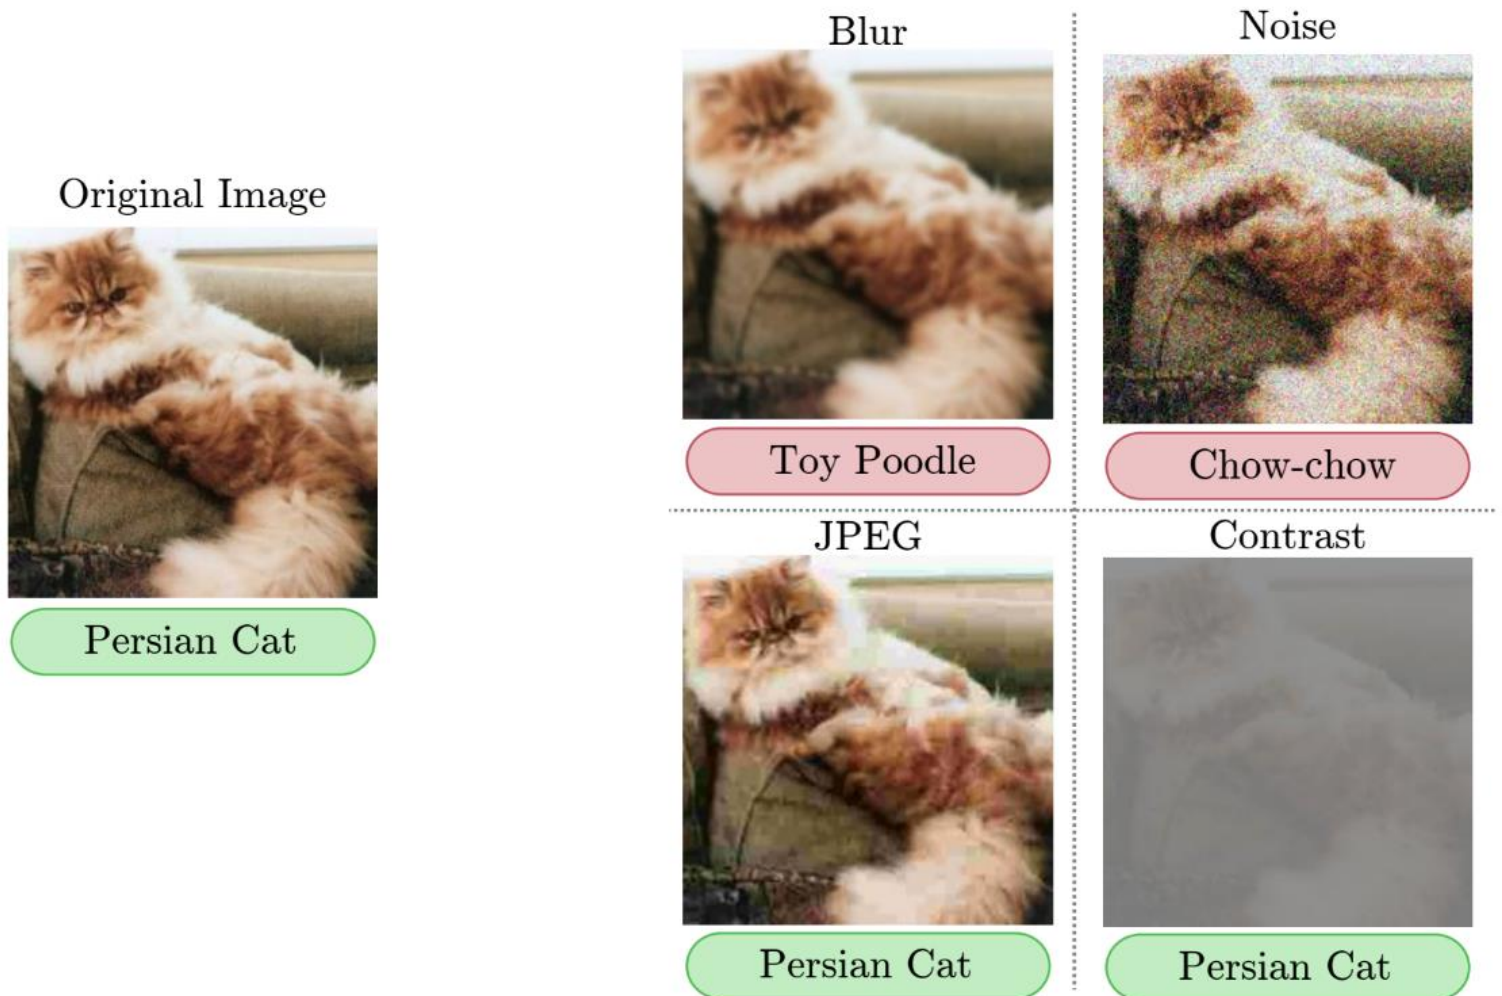 Original Image
Persian Cat
Blur
Toy Poodle
Noise
Chow-chow
JPEG
Persian Cat
Contrast
Persian Cat